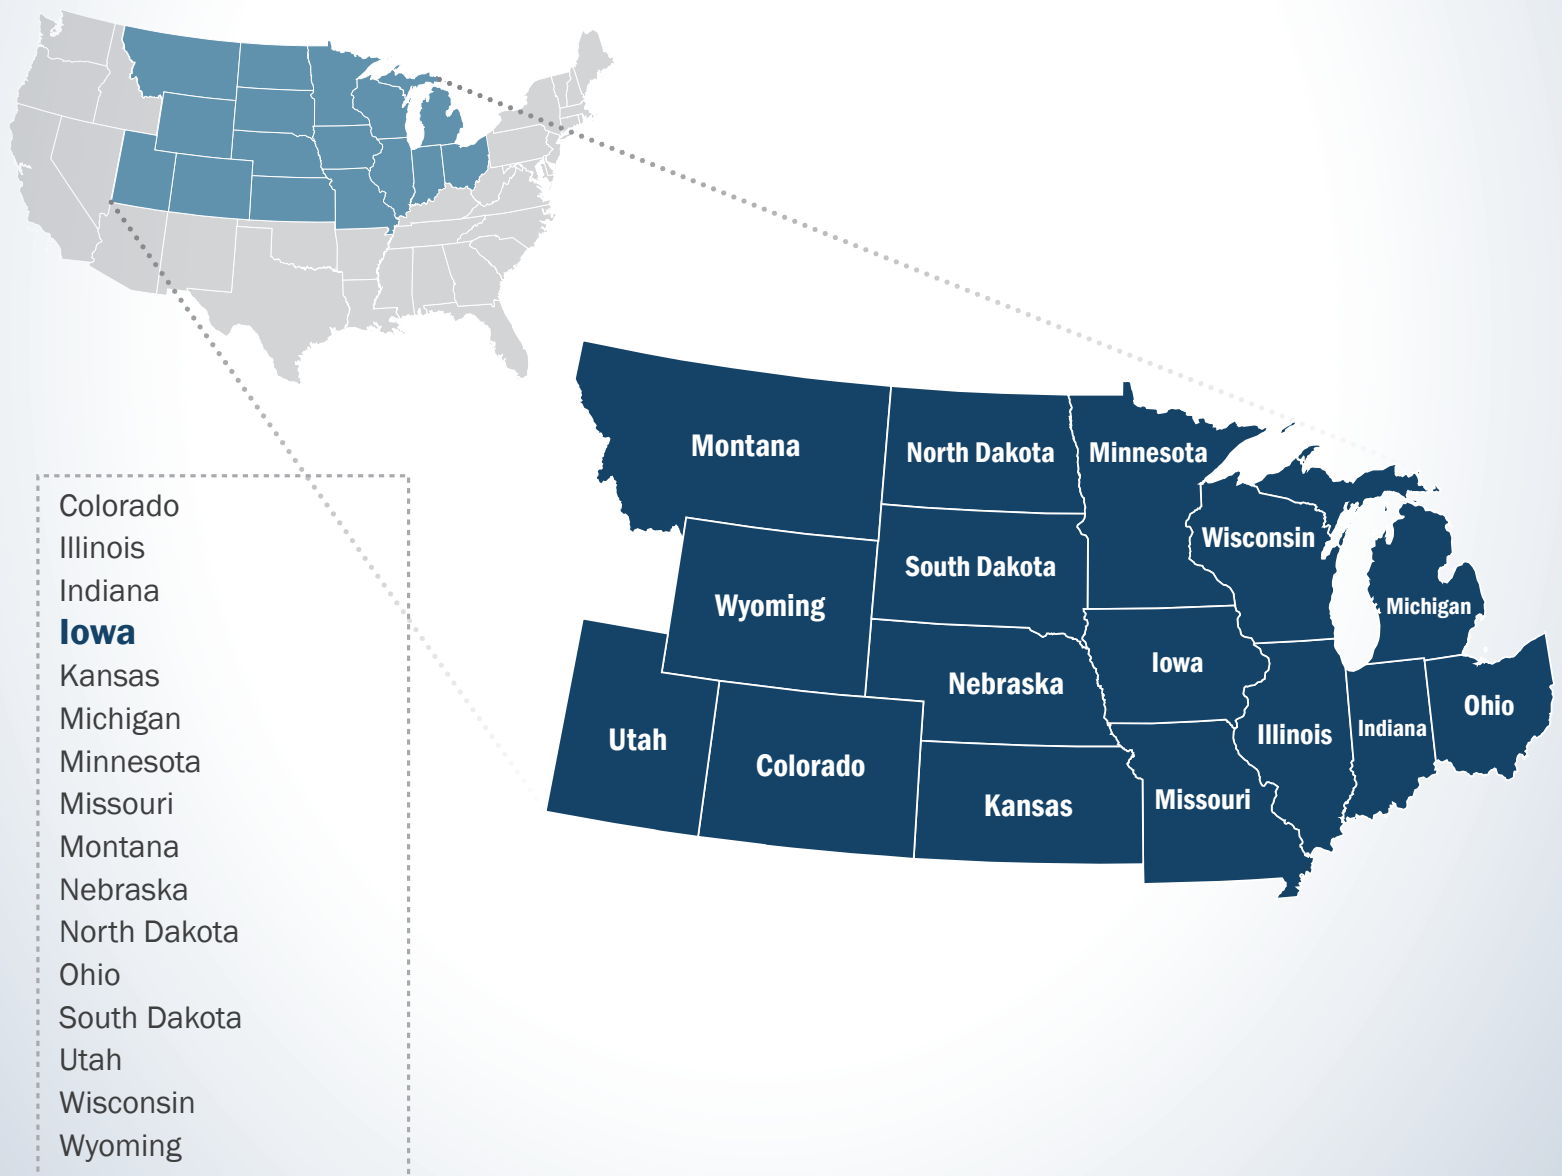 Montana
North Dakota
Minnesota
Wisconsin
South Dakota
Wyoming
Michigan
Iowa
Nebraska
Ohio
Indiana
Illinois
Utah
Colorado
Missouri
Kansas
Colorado
Illinois
Indiana
Iowa
Kansas
Michigan
Minnesota
Missouri
Montana
Nebraska
North Dakota
Ohio
South Dakota
Utah
Wisconsin
Wyoming